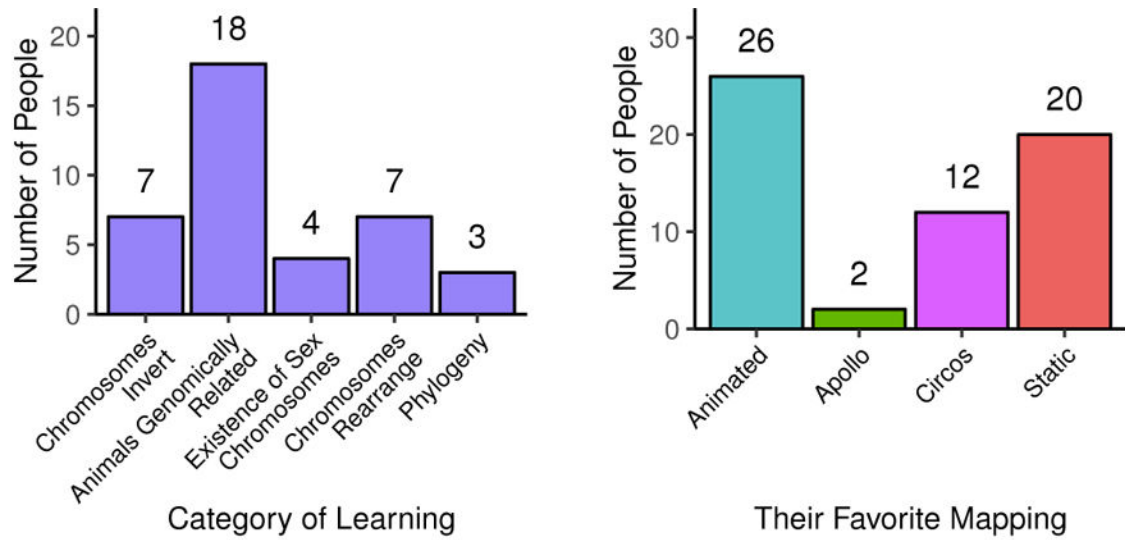 Number of People
20
15
10
5
0
7
18
4
7
3
Chromosomes
Invert
Animals Genomically
Related
Existence of Sex
Chromosomes
Chromosomes
Rearrange
Phylogeny
Category of Learning
Number of People
30
20
10
0
26
2
12
20
Animated
Apollo
Circos
Static
Their Favorite Mapping